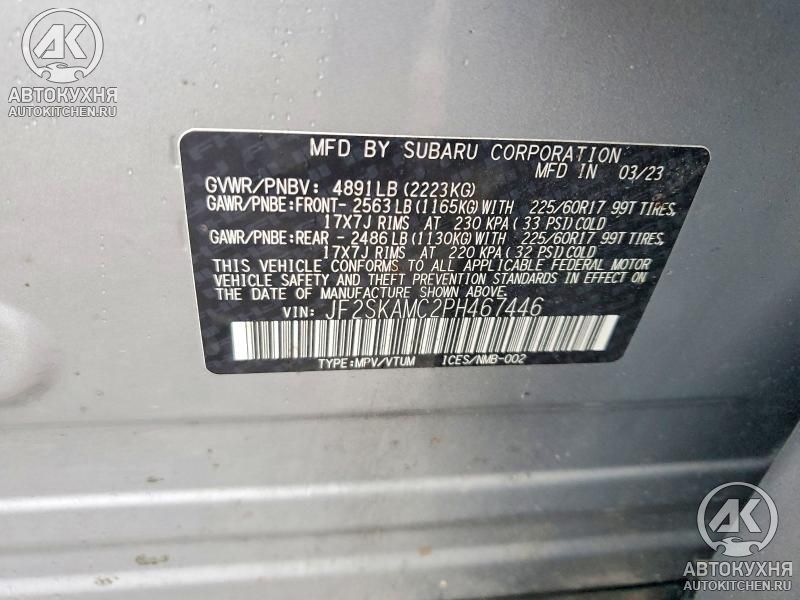 АК
АВТОКУХНЯ
AUTOKITCHEN.RU
MFD BY SUBARU CORPORATION
MFD IN 03/23
GVWR/PNBV: 4891LB(2223KG)
GAWR/PNBE:FRONT- 2563LB(1165KG)WITH 225/60R17 99T TIRES,
17X7J RIMS AT 230 KPA(33 PSI)COLD
GAWR/PNBE:REAR - 2486LB(1130KG)WITH 225/60R17 99T TIRES,
17X7J RIMS AT 220 KPA(32 PSI)COLD
THIS VEHICLE CONFORMS TO ALL APPLICABLE FEDERAL MOTOR
VEHICLE SAFETY AND THEFT PREVENTION STANDARDS IN EFFECT ON
THE DATE OF MANUFACTURE SHOWN ABOVE.
VIN: JF2SKAMC2PH467446
TYPE:MPV/VTUM ICES/NMB-002
АК
АВТОКУХНЯ
AUTOKITCHEN.RU